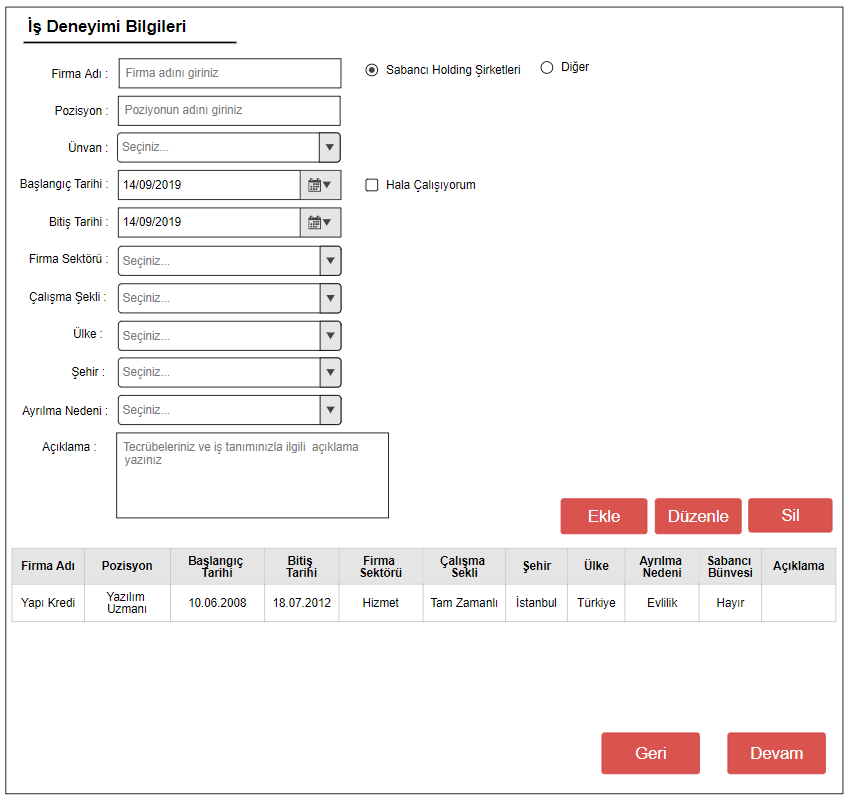 İş Deneyimi Bilgileri
Firma Adı : Firma adını giriniz Sabancı Holding Şirketleri Diğer
Pozisyon : Poziyonun adını giriniz
Ünvan : Seçiniz...
Başlangıç Tarihi : 14/09/2019 Hala Çalışıyorum
Bitiş Tarihi : 14/09/2019
Firma Sektörü : Seçiniz...
Çalışma Şekli : Seçiniz...
Ülke : Seçiniz...
Şehir : Seçiniz...
Ayrılma Nedeni : Seçiniz...
Açıklama : Tecrübeleriniz ve iş tanımınızla ilgili açıklama
yazınız
Ekle Düzenle Sil
Firma Adı Pozisyon Başlangıç Tarihi Bitiş Tarihi Firma Sektörü Çalışma Sekli Şehir Ülke Ayrılma Nedeni Sabancı Bünvesi Açıklama
Yapı Kredi Yazılım Uzmanı 10.06.2008 18.07.2012 Hizmet Tam Zamanlı İstanbul Türkiye Evlilik Hayır
Geri Devam